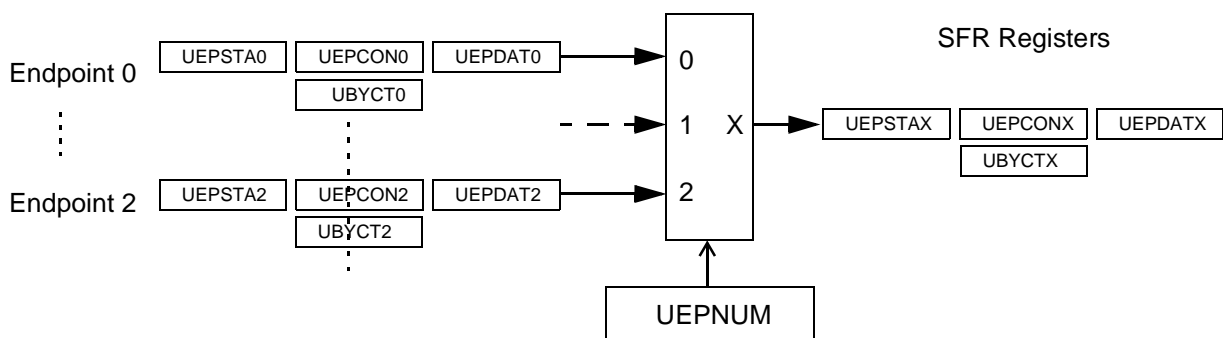 SFR Registers
Endpoint 0
UEPSTA0 UEPCON0 UEPDAT0
UBYCT0
0
1 X
2
UEPSTAX UEPCONX UEPDATX
UBYCTX
Endpoint 2
UEPSTA2 UEPCON2 UEPDAT2
UBYCT2
UEPNUM